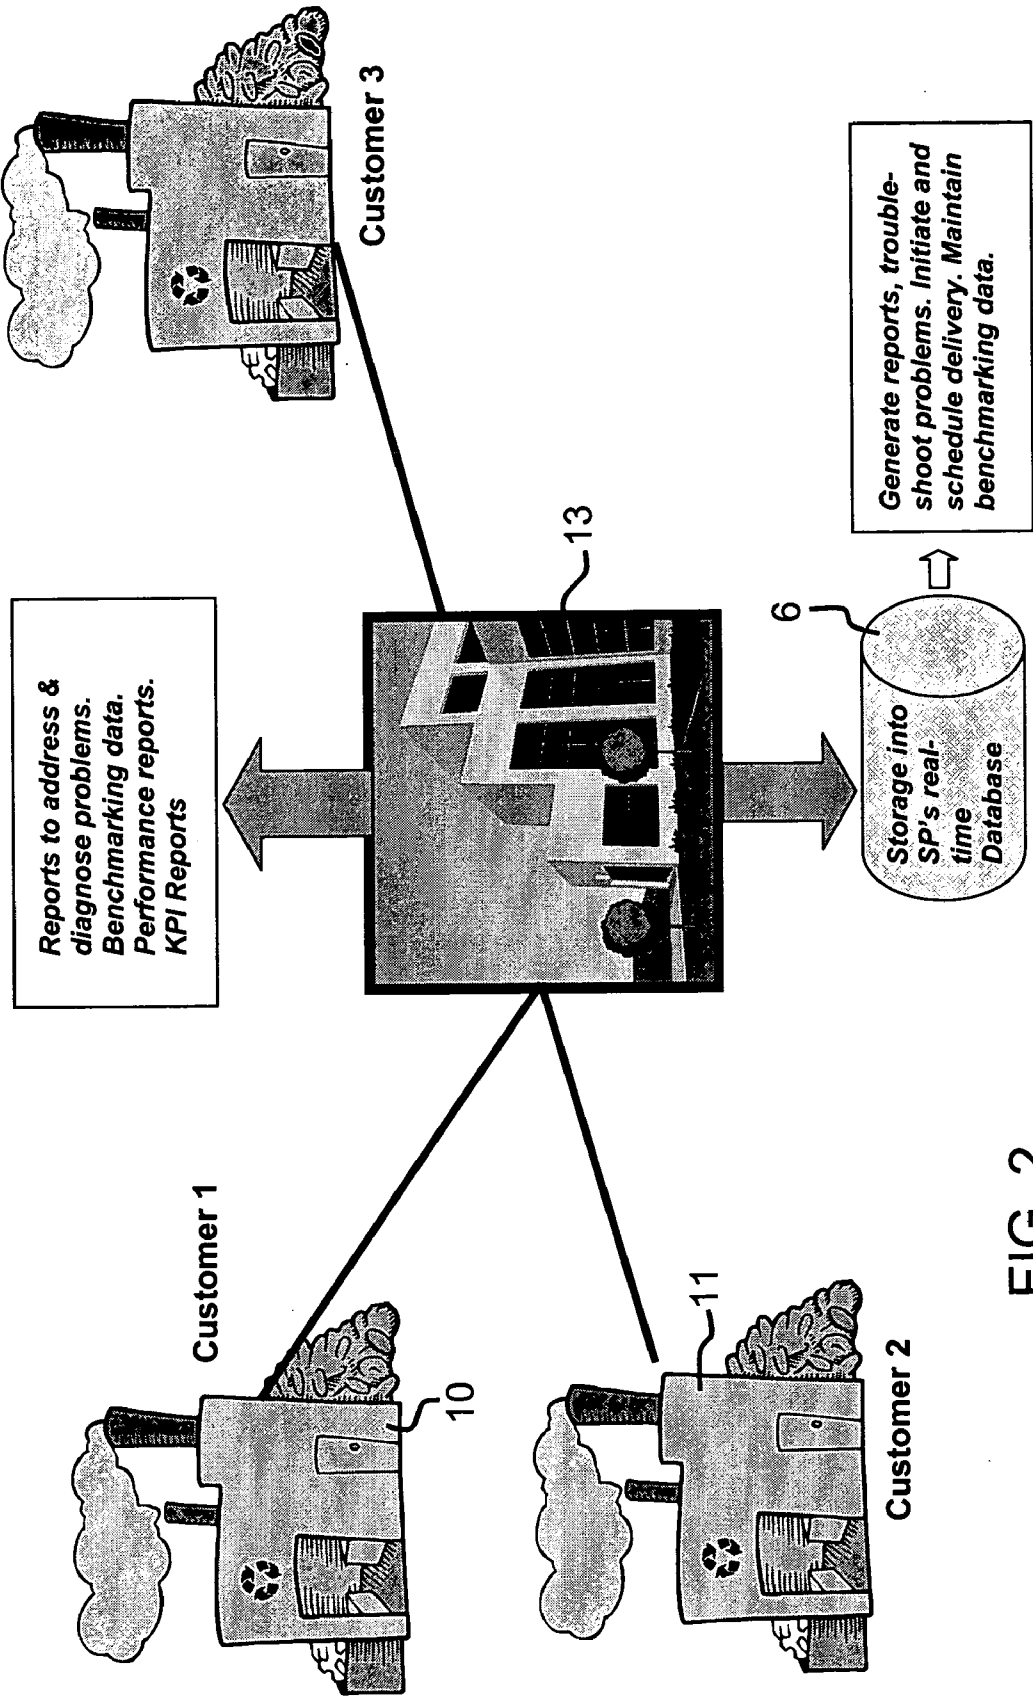 Customer 1
10
11
Customer 2
Reports to address &
diagnose problems.
Benchmarking data.
Performance reports.
KPI Reports
13
Customer 3
6
Storage into
SP's real-
time
Database
Generate reports, trouble-
shoot problems. Initiate and
schedule delivery. Maintain
benchmarking data.
FIG. 2